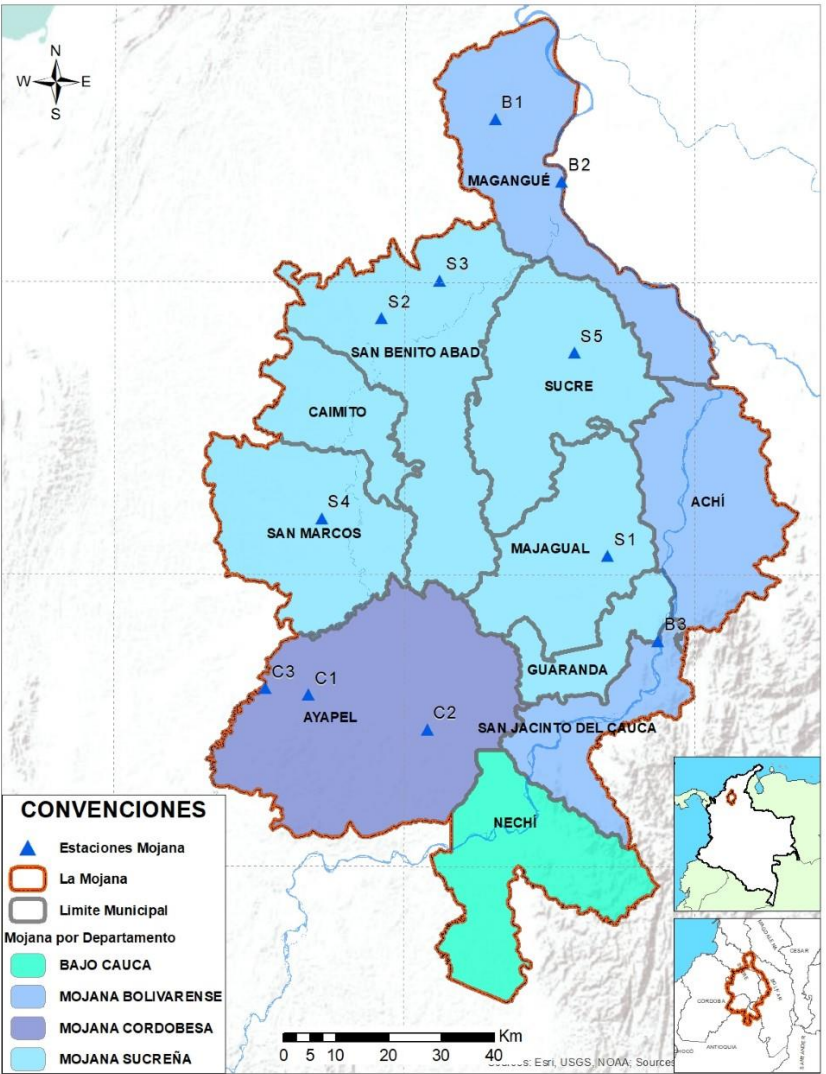 N
W E
S
B1
MAGANGUÉ
B2
S3
S2
SAN BENITO ABAD
S5
SUCRE
CAIMITO
S4
SAN MARCOS
ACHÍ
MAJAGUAL
S1
B3
GUARANDA
C3
C1
AYAPEL
C2
SAN JACINTO DEL CAUCA
NECHÍ
CONVENCIONES
Estaciones Mojana
La Mojana
Limite Municipal
Mojana por Departamento
BAJO CAUCA
MOJANA BOLIVARENSE
MOJANA CORDOBESA
MOJANA SUCREÑA
Km
0 5 10 20 30 40
Esri, USGS, NOAA; Sources
CESAR
CORDOBA
ANTIOQUIA